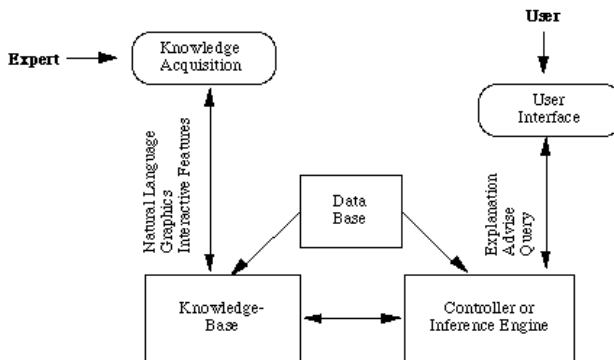 User
Expert
Knowledge
Acquisition
User
Interface
Natural Language
Graphics
Interactive Features
Data
Base
Explanation
Advise
Query
Knowledge-
Base
Controller or
Inference Engine